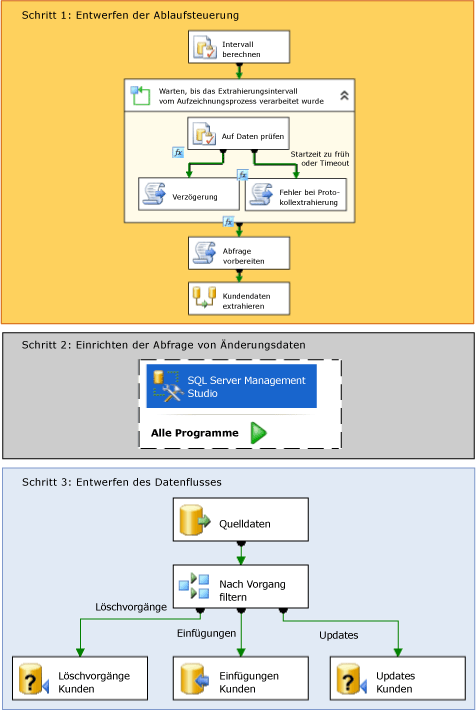 Schritt 1: Entwerfen der Ablaufsteuerung
Intervall
berechnen
Warten, bis das Extrahierungsintervall
vom Aufzeichnungsprozess verarbeitet wurde
Auf Daten prüfen
fx
Startzeit zu früh
oder Timeout
fx
Verzögerung
Fehler bei Proto-
kollextrahierung
fx
Abfrage
vorbereiten
Kundendaten
extrahieren
Schritt 2: Einrichten der Abfrage von Änderungsdaten
SQL Server Management
Studio
Alle Programme
Schritt 3: Entwerfen des Datenflusses
Quelldaten
Nach Vorgang
filtern
Löschvorgänge
Einfügungen
Updates
?
Löschvorgänge
Kunden
Einfügungen
Kunden
?
Updates
Kunden